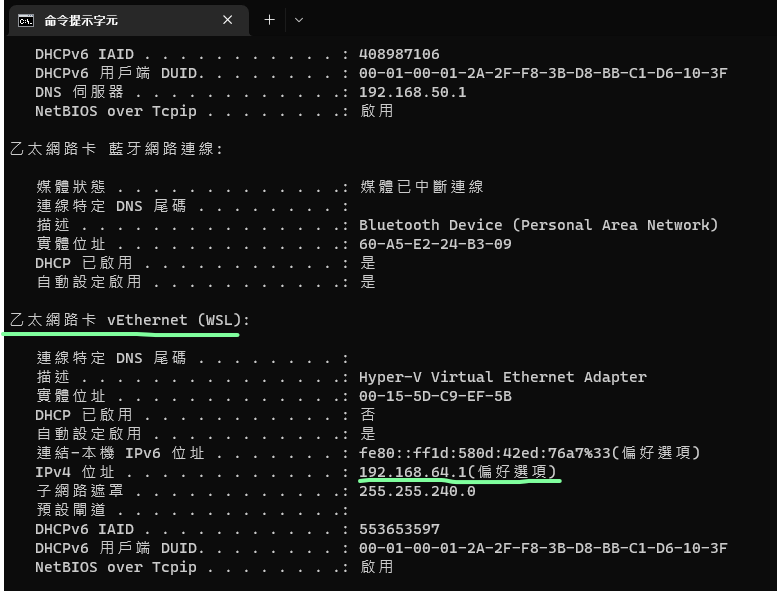 命令提示字元
DHCPv6 IAID . . . . . . . . . . . : 408987106
DHCPv6 用戶端 DUID. . . . . . . . : 00-01-00-01-2A-2F-F8-3B-D8-BB-C1-D6-10-3F
DNS 伺服器 . . . . . . . . . . . .: 192.168.50.1
NetBIOS over Tcpip . . . . . . . .: 啟用
乙太網路卡 藍牙網路連線:
媒體狀態 . . . . . . . . . . . . .: 媒體已中斷連線
連線特定 DNS 尾碼 . . . . . . . . :
描述 . . . . . . . . . . . . . . .: Bluetooth Device (Personal Area Network)
實體位址 . . . . . . . . . . . . .: 60-A5-E2-24-B3-09
DHCP 已啟用 . . . . . . . . . . . : 是
自動設定啟用 . . . . . . . . . . .: 是
乙太網路卡 vEthernet (WSL):
連線特定 DNS 尾碼 . . . . . . . . :
描述 . . . . . . . . . . . . . . .: Hyper-V Virtual Ethernet Adapter
實體位址 . . . . . . . . . . . . .: 00-15-5D-C9-EF-5B
DHCP 已啟用 . . . . . . . . . . . : 否
自動設定啟用 . . . . . . . . . . .: 是
連結-本機 IPv6 位址 . . . . . . . : fe80::ff1d:580d:42ed:76a7%33(偏好選項)
IPv4 位址 . . . . . . . . . . . . : 192.168.64.1(偏好選項)
子網路遮罩 . . . . . . . . . . . .: 255.255.240.0
預設閘道 . . . . . . . . . . . . .:
DHCPv6 IAID . . . . . . . . . . . : 553653597
DHCPv6 用戶端 DUID. . . . . . . . : 00-01-00-01-2A-2F-F8-3B-D8-BB-C1-D6-10-3F
NetBIOS over Tcpip . . . . . . . .: 啟用